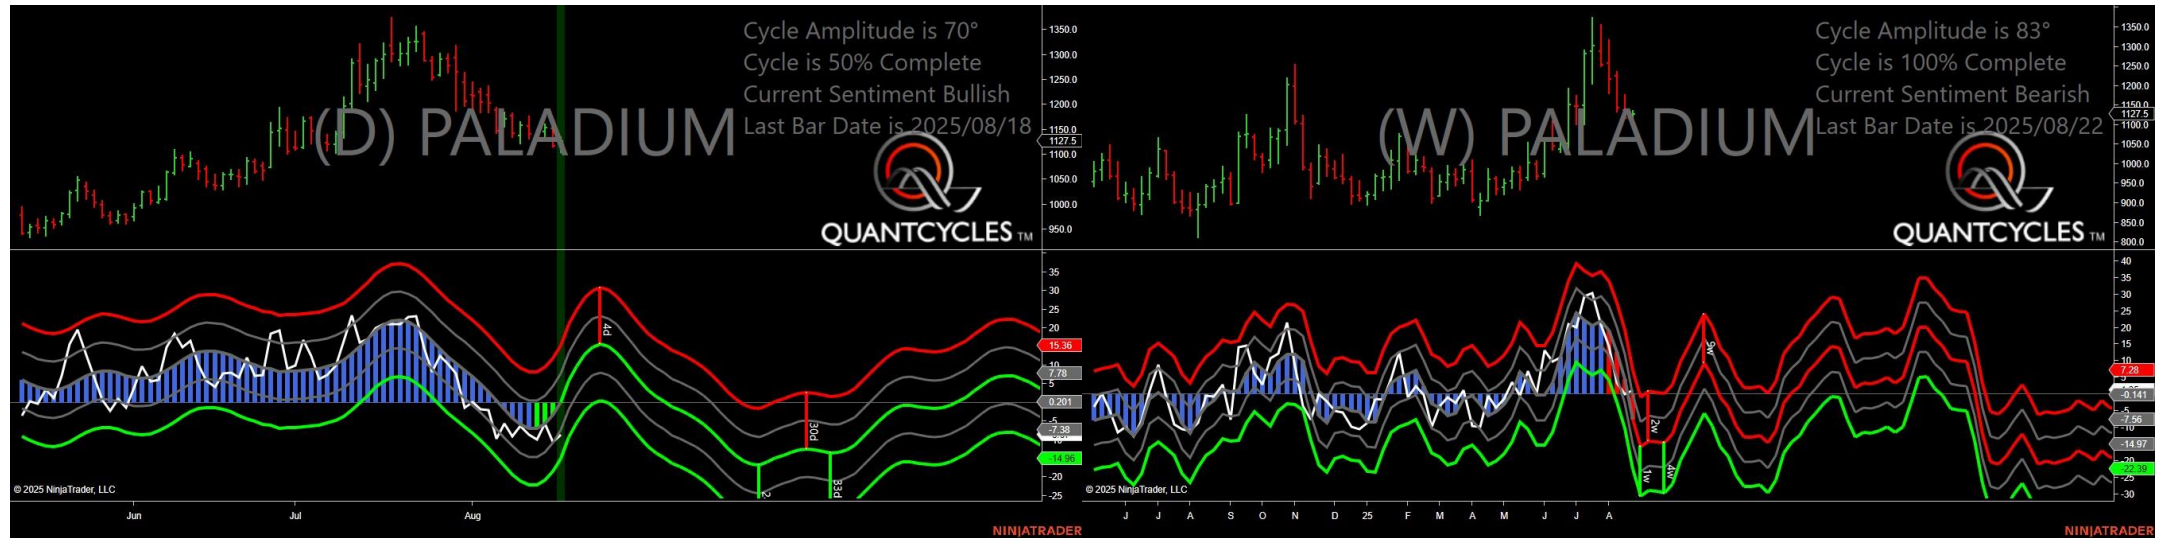 Cycle Amplitude is 70°
Cycle is 50% Complete
Current Sentiment Bullish
Last Bar Date is 2025/08/18
(D) PALADIUM
QUANTCYCLES TM
1350.0
1300.0
1250.0
1200.0
1150.0
1127.5
1100.0
1050.0
1000.0
950.0
35
30
25
20
15.36
10
7.78
5
0.201
-5
-7.38
-14.96
-20
-25
4d
30d
33d
© 2025 NinjaTrader, LLC
Jun
Jul
Aug
NINJATRADER
Cycle Amplitude is 83°
Cycle is 100% Complete
Current Sentiment Bearish
Last Bar Date is 2025/08/22
(W) PALADIUM
QUANTCYCLES TM
1350.0
1300.0
1250.0
1200.0
1150.0
1127.5
1100.0
1050.0
1000.0
950.0
900.0
850.0
800.0
40
35
30
25
20
15
10
7.28
5
-0.141
-5
-7.56
-10
-14.97
-20
-22.39
-25
-30
9w
2w
1w
4w
© 2025 NinjaTrader, LLC
J
J
A
S
O
N
D
25
F
M
A
M
J
J
A
NINJATRADER